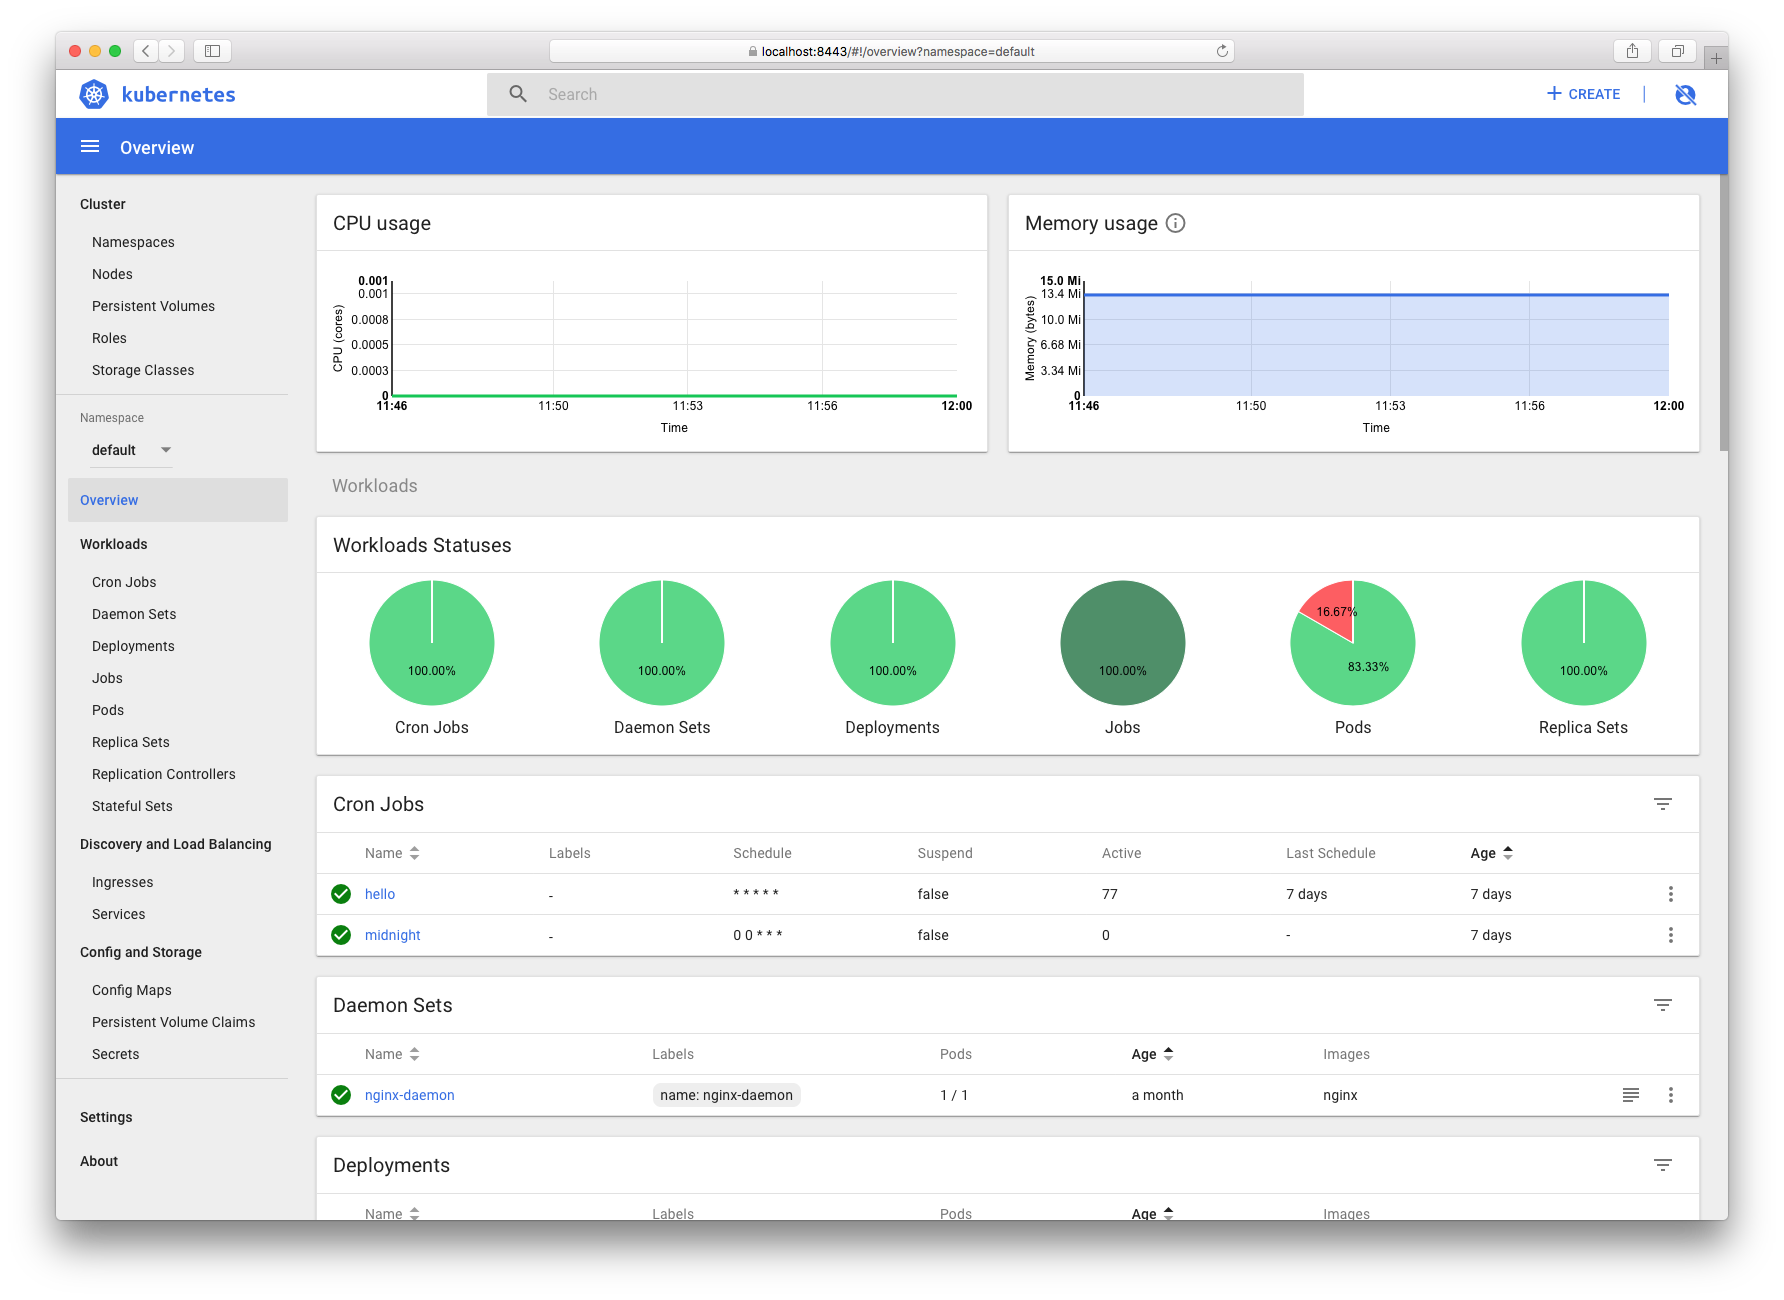 localhost:8443/#!/overview?namespace=default
kubernetes
Search
CREATE
Overview
Cluster
Namespaces
Nodes
Persistent Volumes
Roles
Storage Classes
Namespace
default
Overview
Workloads
Cron Jobs
Daemon Sets
Deployments
Jobs
Pods
Replica Sets
Replication Controllers
Stateful Sets
Discovery and Load Balancing
Ingresses
Services
Config and Storage
Config Maps
Persistent Volume Claims
Secrets
Settings
About
CPU usage
CPU (cores)
0.001
0.001
0.0008
0.0005
0.0003
0
11:46 11:50 11:53 11:56 12:00
Time
Memory usage
Memory (bytes)
15.0 Mi
13.4 Mi
10.0 Mi
6.68 Mi
3.34 Mi
0
11:46 11:50 11:53 11:56 12:00
Time
Workloads
Workloads Statuses
100.00% 100.00% 100.00% 100.00% 16.67% 83.33% 100.00%
Cron Jobs Daemon Sets Deployments Jobs Pods Replica Sets
Cron Jobs
Name Labels Schedule Suspend Active Last Schedule Age
hello - * * * * * false 77 7 days 7 days
midnight - 0 0 * * * false 0 - 7 days
Daemon Sets
Name Labels Pods Age Images
nginx-daemon name: nginx-daemon 1 / 1 a month nginx
Deployments
Name Labels Pods Age Images